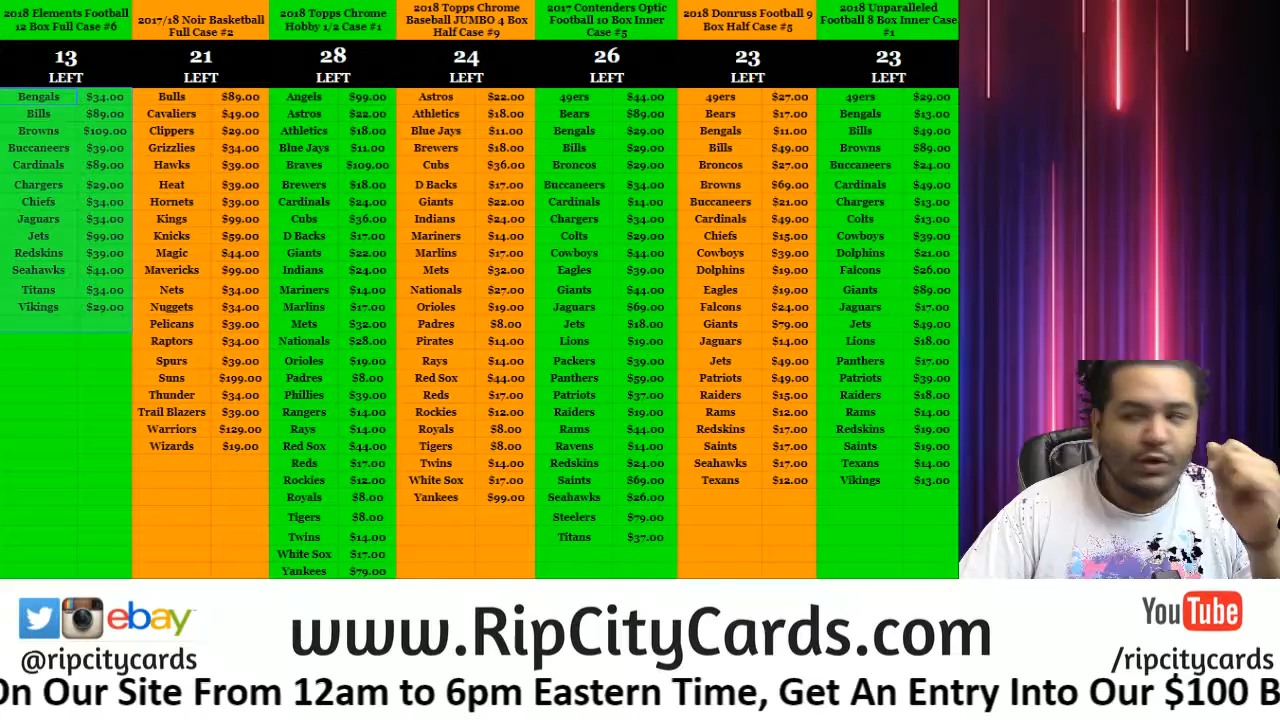 2018 Elements Football
12 Box Full Case #6
13
LEFT
Bengals $34.00
Bills $89.00
Browns $109.00
Buccaneers $39.00
Cardinals $89.00
Chargers $29.00
Chiefs $34.00
Jaguars $34.00
Jets $99.00
Redskins $39.00
Seahawks $44.00
Titans $34.00
Vikings $29.00
2017/18 Noir Basketball
Full Case #2
21
LEFT
Bulls $89.00
Cavaliers $49.00
Clippers $29.00
Grizzlies $34.00
Hawks $39.00
Heat $39.00
Hornets $39.00
Kings $99.00
Knicks $59.00
Magic $44.00
Mavericks $99.00
Nets $34.00
Nuggets $34.00
Pelicans $39.00
Raptors $34.00
Spurs $39.00
Suns $199.00
Thunder $34.00
Trail Blazers $39.00
Warriors $129.00
Wizards $19.00
2018 Topps Chrome
Hobby 1/2 Case #1
28
LEFT
Angels $99.00
Astros $22.00
Athletics $18.00
Blue Jays $11.00
Braves $109.00
Brewers $18.00
Cardinals $24.00
Cubs $36.00
D Backs $17.00
Giants $22.00
Indians $24.00
Mariners $14.00
Marlins $17.00
Mets $32.00
Nationals $28.00
Orioles $19.00
Padres $8.00
Phillies $39.00
Rangers $14.00
Rays $14.00
Red Sox $44.00
Reds $17.00
Rockies $12.00
Royals $8.00
Tigers $8.00
Twins $14.00
White Sox $17.00
Yankees $79.00
2018 Topps Chrome
Baseball JUMBO 4 Box
Half Case #9
24
LEFT
Astros $22.00
Athletics $18.00
Blue Jays $11.00
Brewers $18.00
Cubs $36.00
D Backs $17.00
Giants $22.00
Indians $24.00
Mariners $14.00
Marlins $17.00
Mets $32.00
Nationals $27.00
Orioles $19.00
Padres $8.00
Pirates $14.00
Rays $14.00
Red Sox $44.00
Reds $17.00
Rockies $12.00
Royals $8.00
Tigers $8.00
Twins $14.00
White Sox $17.00
Yankees $99.00
2017 Contenders Optic
Football 10 Box Inner
Case #5
26
LEFT
49ers $44.00
Bears $89.00
Bengals $29.00
Bills $29.00
Broncos $29.00
Buccaneers $34.00
Cardinals $14.00
Chargers $34.00
Colts $29.00
Cowboys $44.00
Eagles $39.00
Giants $44.00
Jaguars $69.00
Jets $18.00
Lions $19.00
Packers $39.00
Panthers $59.00
Patriots $37.00
Raiders $19.00
Rams $44.00
Ravens $14.00
Redskins $24.00
Saints $69.00
Seahawks $26.00
Steelers $79.00
Titans $37.00
2018 Donruss Football 9
Box Half Case #5
23
LEFT
49ers $27.00
Bears $17.00
Bengals $11.00
Bills $49.00
Broncos $27.00
Browns $69.00
Buccaneers $21.00
Cardinals $49.00
Chiefs $15.00
Cowboys $39.00
Dolphins $19.00
Eagles $19.00
Falcons $24.00
Giants $79.00
Jaguars $14.00
Jets $49.00
Patriots $49.00
Raiders $15.00
Rams $12.00
Redskins $17.00
Saints $17.00
Seahawks $17.00
Texans $12.00
2018 Unparalleled
Football 8 Box Inner Case
#1
23
LEFT
49ers $29.00
Bengals $13.00
Bills $49.00
Browns $89.00
Buccaneers $24.00
Cardinals $49.00
Chargers $13.00
Colts $13.00
Cowboys $39.00
Dolphins $21.00
Falcons $26.00
Giants $89.00
Jaguars $17.00
Jets $49.00
Lions $18.00
Panthers $17.00
Patriots $39.00
Raiders $18.00
Rams $14.00
Redskins $19.00
Saints $19.00
Texans $14.00
Vikings $13.00
ebay
@ripcitycards
www.RipCityCards.com
YouTube
/ripcitycards
On Our Site From 12am to 6pm Eastern Time, Get An Entry Into Our $100 B